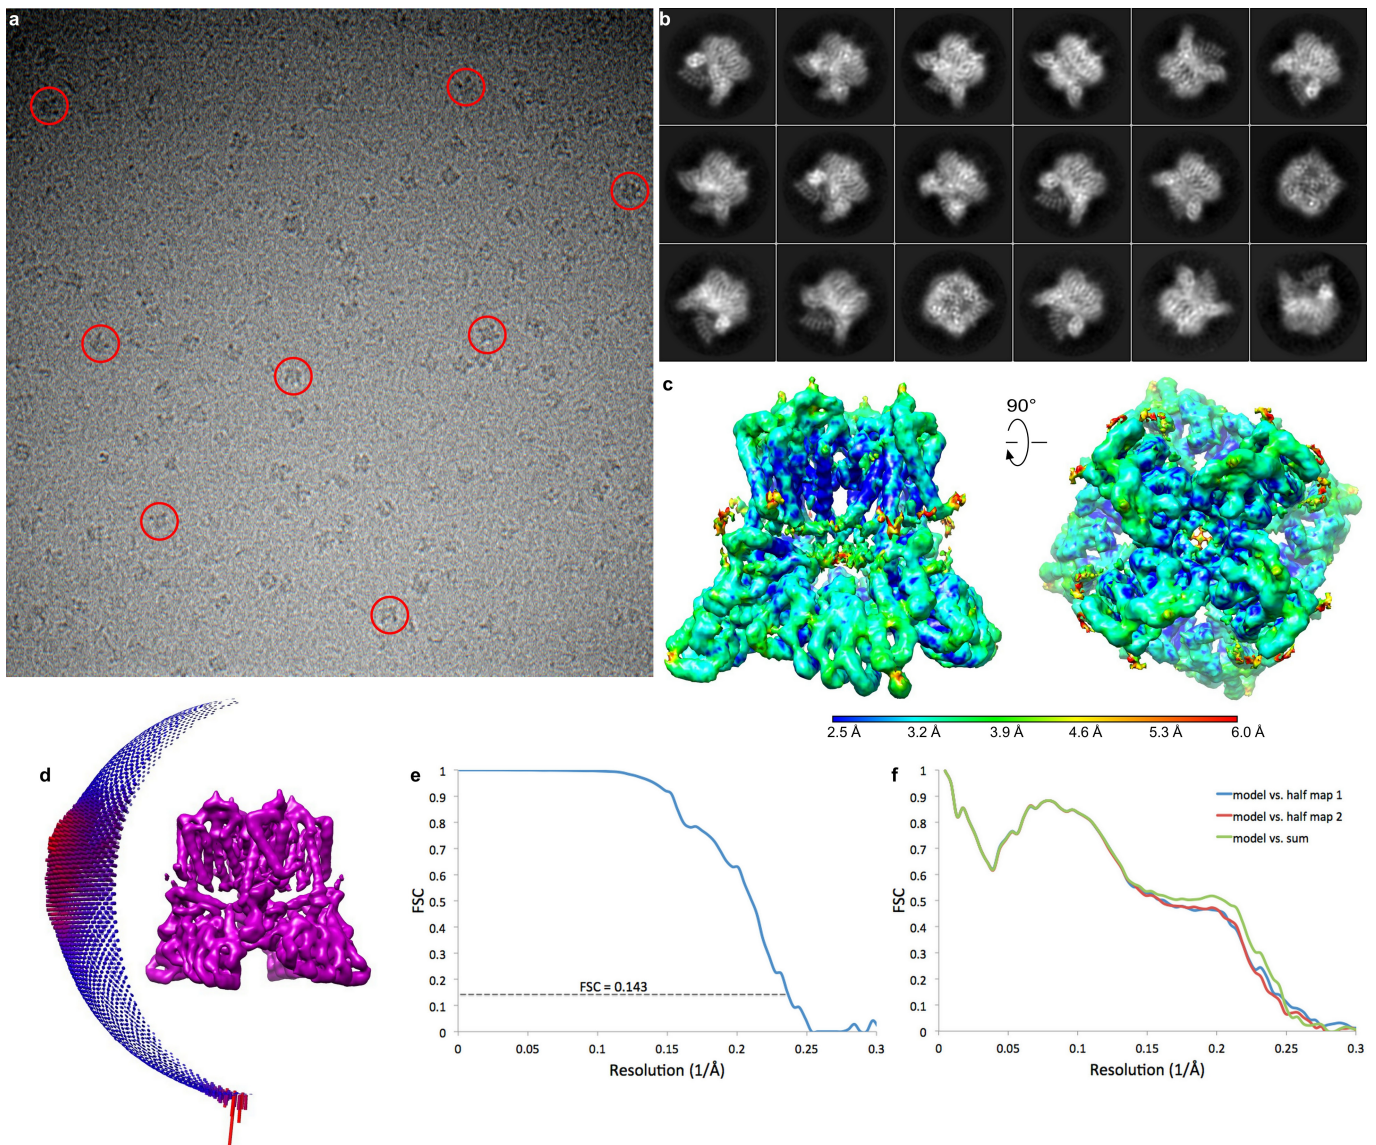 a
b
c
90°
2.5 Å 3.2 Å 3.9 Å 4.6 Å 5.3 Å 6.0 Å
d
e
1
0.9
0.8
0.7
0.6
0.5
0.4
0.3
0.2
0.1
0
FSC
FSC = 0.143
0 0.05 0.1 0.15 0.2 0.25 0.3
Resolution (1/Å)
f
1
0.9
0.8
0.7
0.6
0.5
0.4
0.3
0.2
0.1
0
FSC
model vs. half map 1
model vs. half map 2
model vs. sum
0 0.05 0.1 0.15 0.2 0.25 0.3
Resolution (1/Å)